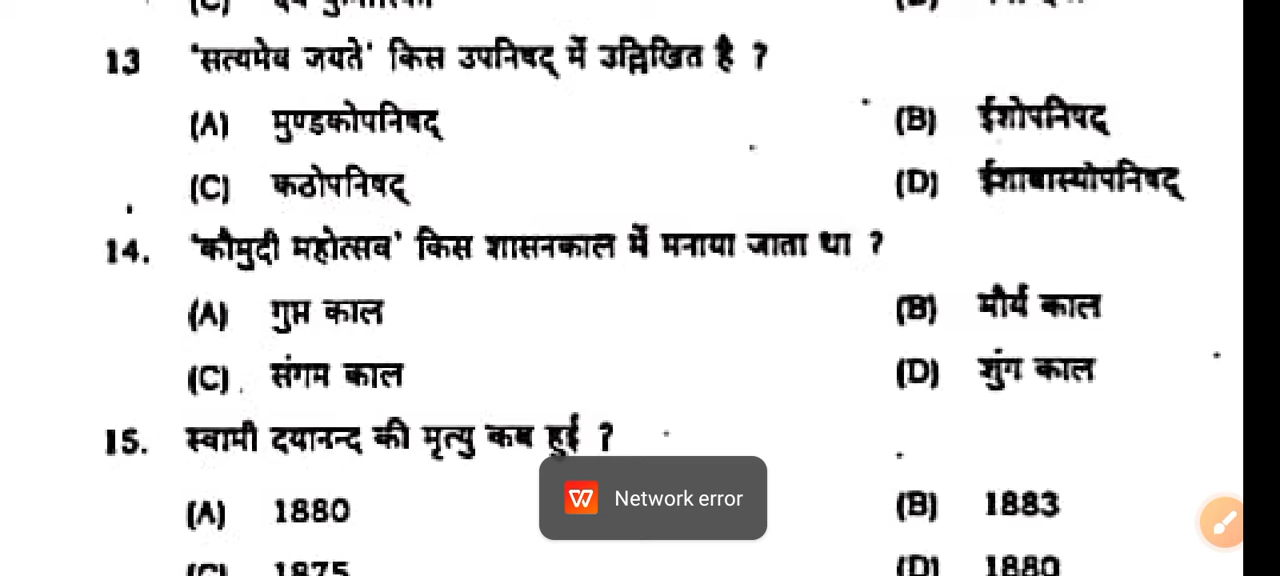 13 'सत्यमेव जयते' किस उपनिषद् में उल्लिखित है ?
(A) मुण्डकोपनिषद् (B) ईशोपनिषद्
(C) कठोपनिषद् (D) ईशावास्योपनिषद्
14. 'कौमुदी महोत्सव' किस शासनकाल में मनाया जाता था ?
(A) गुप्त काल (B) मौर्य काल
(C) संगम काल (D) शुंग काल
15. स्वामी दयानन्द की मृत्यु कब हुई ?
Network error
(A) 1880 (B) 1883
(C) 1875 (D) 1880